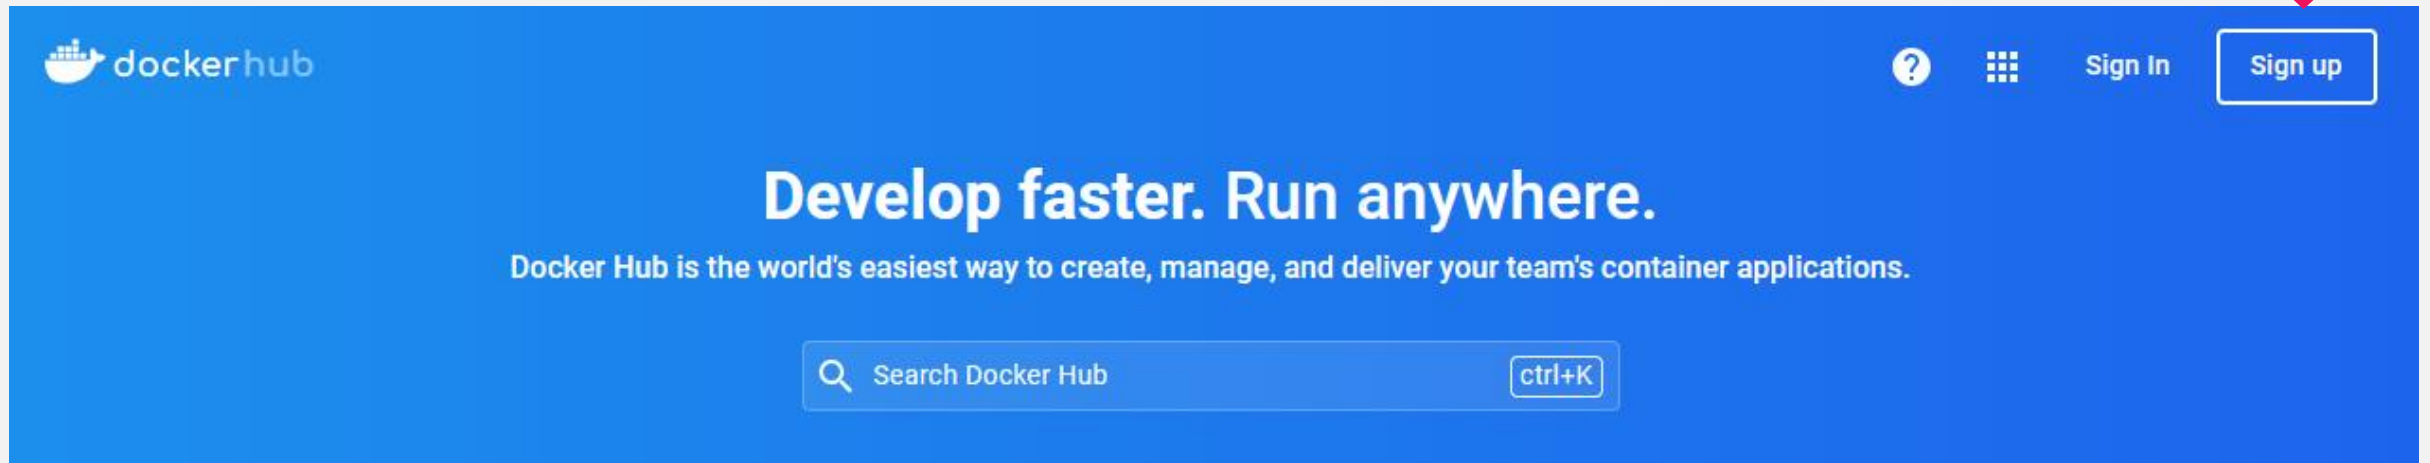 dockerhub
Sign In
Sign up
Develop faster. Run anywhere.
Docker Hub is the world's easiest way to create, manage, and deliver your team's container applications.
Search Docker Hub
ctrl+K